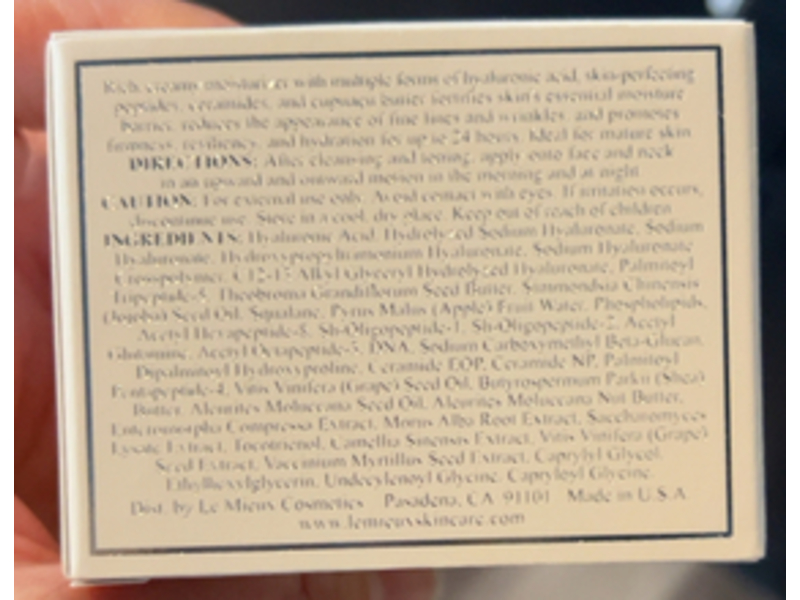 Rich, creamy moisturizer with multiple forms of hyaluronic acid, skin-perfecting
peptides, ceramides, and cupuacu butter fortifies skin's essential moisture
barrier, reduces the appearance of fine lines and wrinkles, and promotes
firmness, resiliency, and hydration for up to 24 hours. Ideal for mature skin
DIRECTIONS: After cleansing and toning, apply onto face and neck
in an upward and outward motion in the morning and at night
CAUTION: For external use only. Avoid contact with eyes. If irritation occurs,
discontinue use. Store in a cool, dry place. Keep out of reach of children
INGREDIENTS: Hyaluronic Acid, Hydrolyzed Sodium Hyaluronate, Sodium
Hyaluronate, Hydroxypropyltrimonium Hyaluronate, Sodium Hyaluronate
Crosspolymer, C12-13 Alkyl Glyceryl Hydrolyzed Hyaluronate, Palmitoyl
Tripeptide-5, Theobroma Grandiflorum Seed Butter, Simmondsia Chinensis
(Jojoba) Seed Oil, Squalane, Pyrus Malus (Apple) Fruit Water, Phospholipids,
Acetyl Hexapeptide-8, Sh-Oligopeptide-1, Sh-Oligopeptide-2, Acetyl
Glutamine, Acetyl Octapeptide-3, DNA, Sodium Carboxymethyl Beta-Glucan,
Dipalmitoyl Hydroxyproline, Ceramide EOP, Ceramide NP, Palmitoyl
Pentapeptide-4, Vitis Vinifera (Grape) Seed Oil, Butyrospermum Parkii (Shea)
Butter, Aleurites Moluccana Seed Oil, Aleurites Moluccana Nut Butter,
Enteromorpha Compressa Extract, Morus Alba Root Extract, Saccharomyces
Lysate Extract, Tocotrienol, Camellia Sinensis Extract, Vitis Vinifera (Grape)
Seed Extract, Vaccinium Myrtillus Seed Extract, Caprylyl Glycol,
Ethylhexylglycerin, Undecylenoyl Glycine, Capryloyl Glycine.
Dist. by Le Mieux Cosmetics Pasadena, CA 91101 Made in U.S.A.
www.lemieuxskincare.com